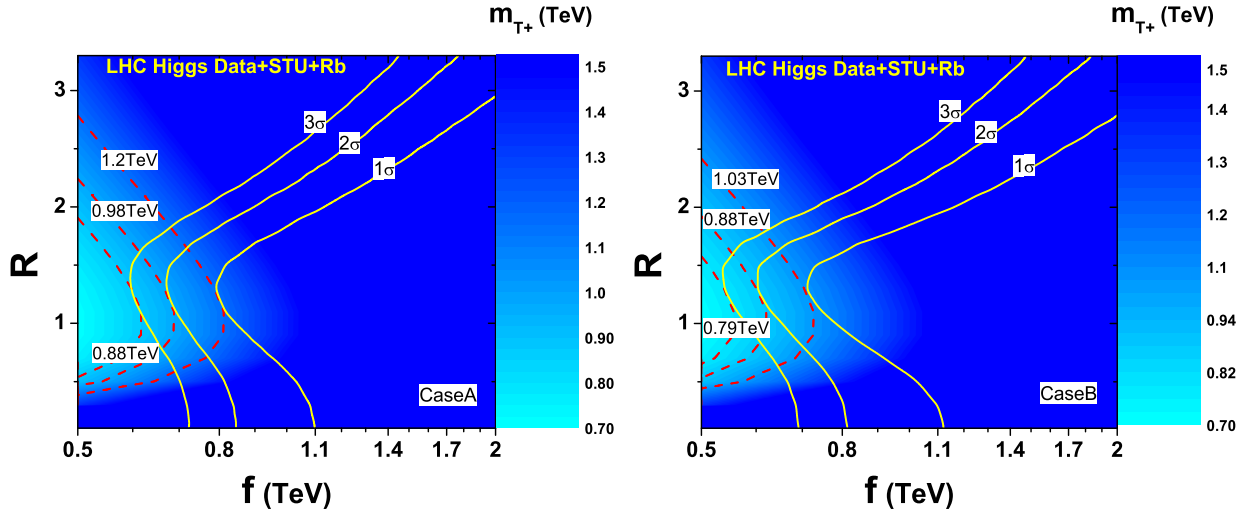 m_T+ (TeV)
LHC Higgs Data+STU+Rb
3σ
2σ
1σ
1.2TeV
0.98TeV
0.88TeV
CaseA
R
3
2
1
0.5
0.8
1.1
1.4
1.7
2
f (TeV)
1.5
1.4
1.3
1.2
1.1
1.0
0.90
0.80
0.70
m_T+ (TeV)
LHC Higgs Data+STU+Rb
3σ
2σ
1σ
1.03TeV
0.88TeV
0.79TeV
CaseB
R
3
2
1
0.5
0.8
1.1
1.4
1.7
2
f (TeV)
1.5
1.4
1.3
1.2
1.1
0.94
0.82
0.70